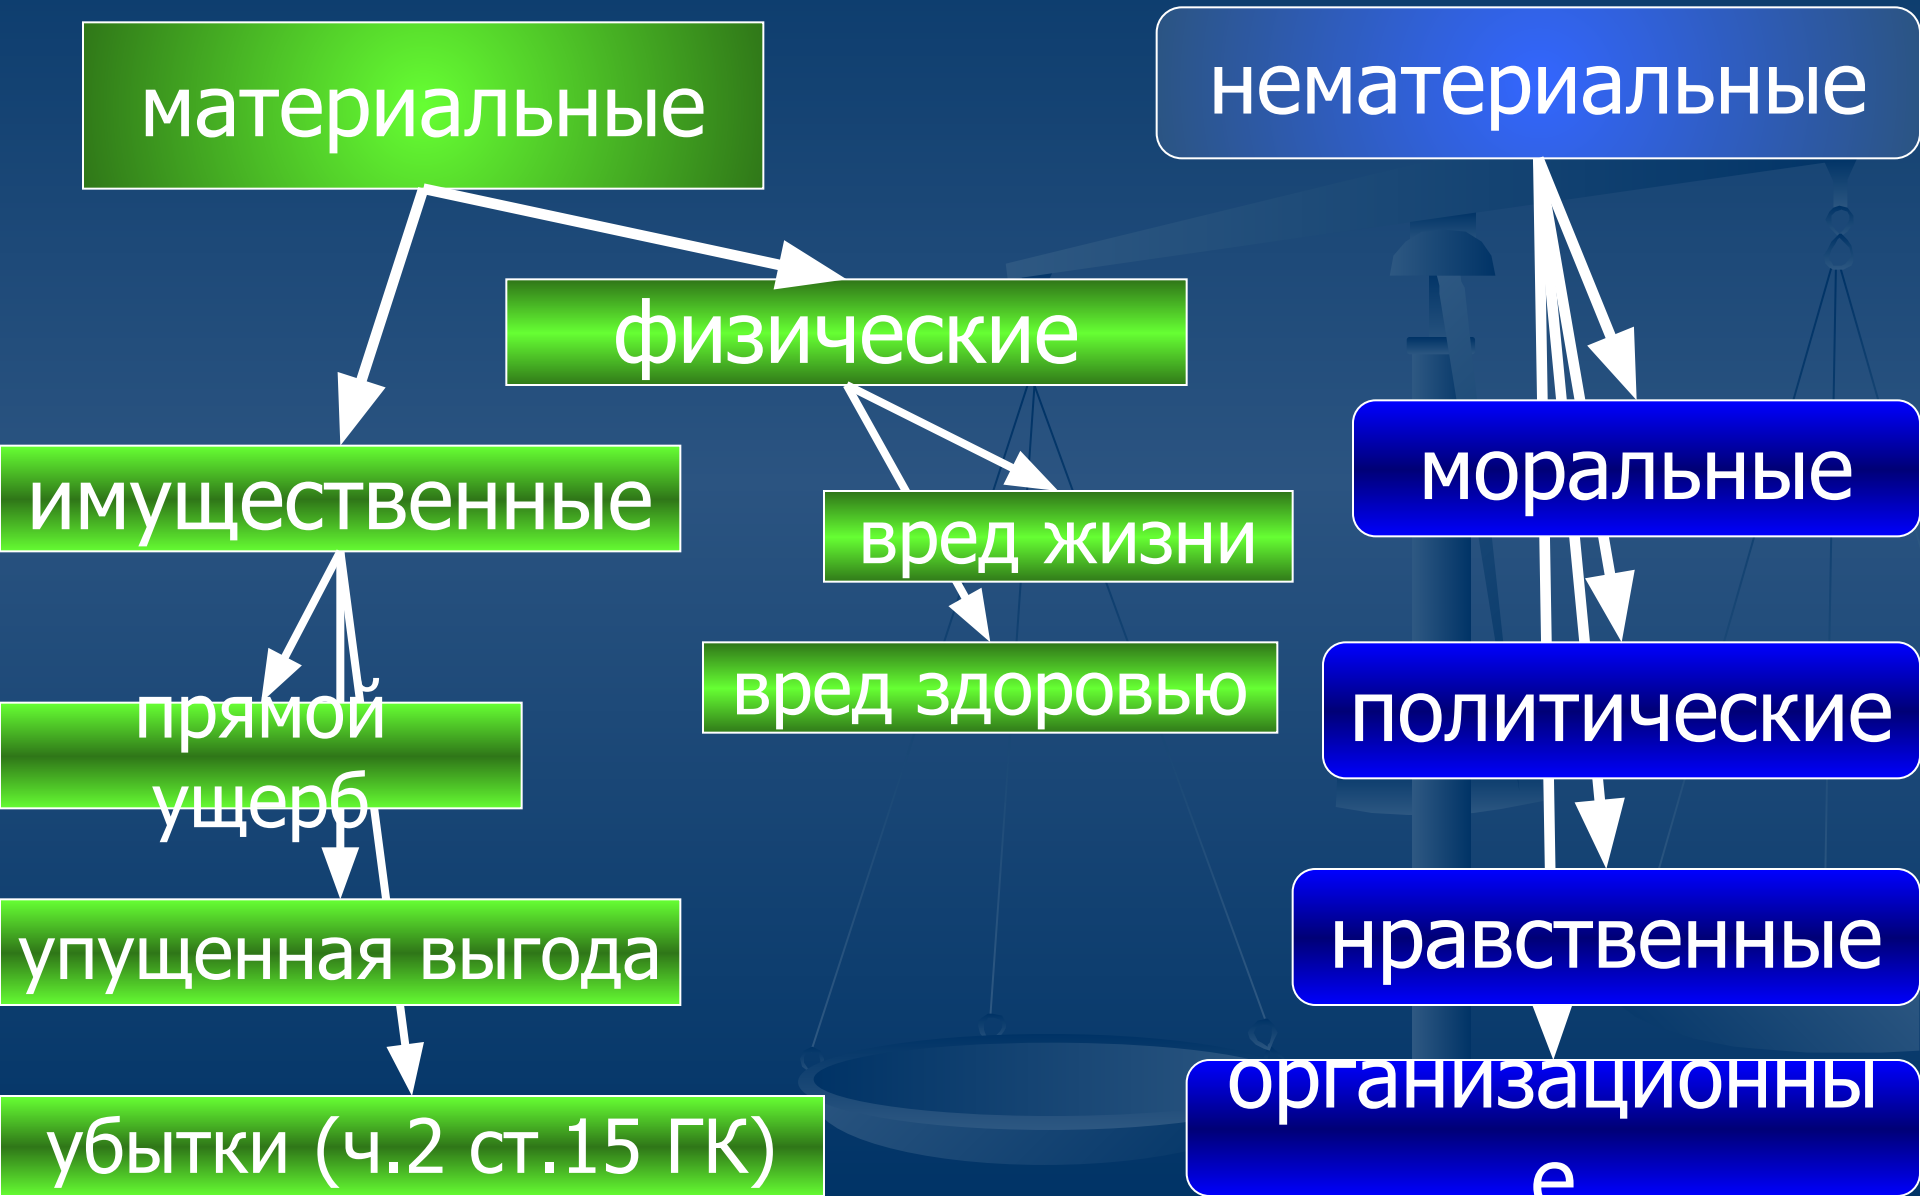 материальные
нематериальные
физические
имущественные
моральные
вред жизни
прямой
ущерб
вред здоровью
политические
упущенная выгода
нравственные
убытки (ч.2 ст.15 ГК)
организационны
е